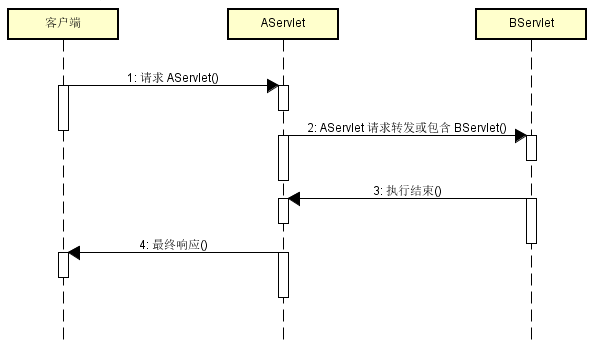 客户端
AServlet
BServlet
1: 请求 AServlet()
2: AServlet 请求转发或包含 BServlet()
3: 执行结束()
4: 最终响应()